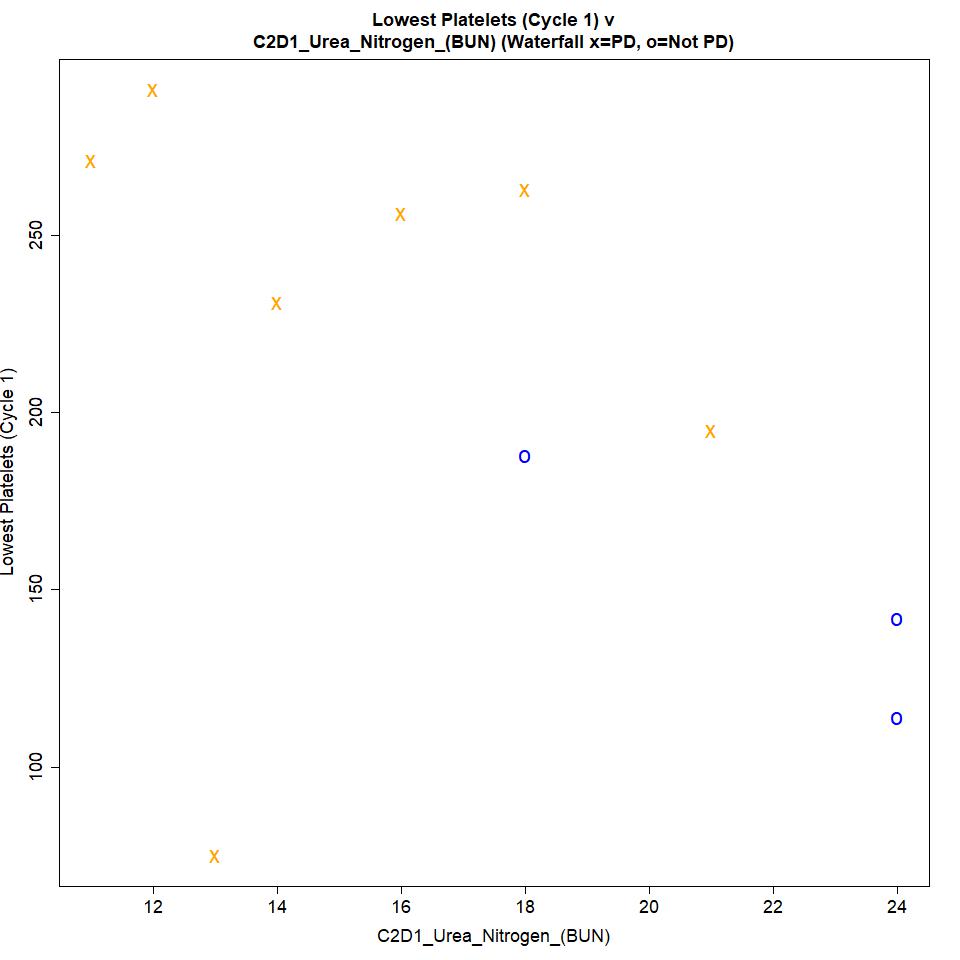 Lowest Platelets (Cycle 1) v
C2D1_Urea_Nitrogen_(BUN) (Waterfall x=PD, o=Not PD)
Lowest Platelets (Cycle 1)
250
200
150
100
x
x
x
x
x
x
o
o
o
x
12 14 16 18 20 22 24
C2D1_Urea_Nitrogen_(BUN)